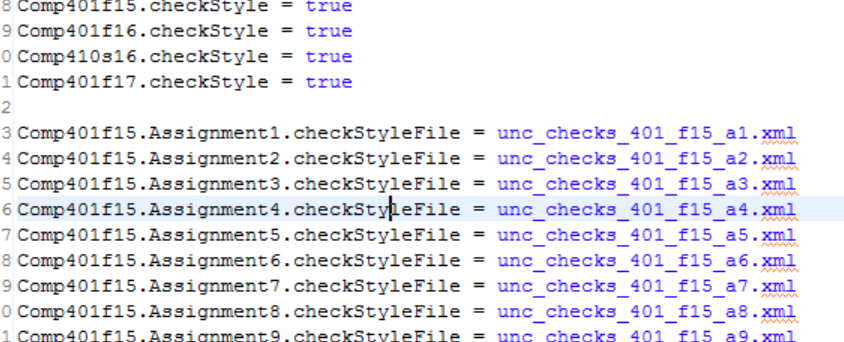 8 Comp401f15.checkStyle = true
9 Comp401f16.checkStyle = true
0 Comp410s16.checkStyle = true
1 Comp401f17.checkStyle = true
2
3 Comp401f15.Assignment1.checkStyleFile = unc_checks_401_f15_a1.xml
4 Comp401f15.Assignment2.checkStyleFile = unc_checks_401_f15_a2.xml
5 Comp401f15.Assignment3.checkStyleFile = unc_checks_401_f15_a3.xml
6 Comp401f15.Assignment4.checkStyleFile = unc_checks_401_f15_a4.xml
7 Comp401f15.Assignment5.checkStyleFile = unc_checks_401_f15_a5.xml
8 Comp401f15.Assignment6.checkStyleFile = unc_checks_401_f15_a6.xml
9 Comp401f15.Assignment7.checkStyleFile = unc_checks_401_f15_a7.xml
0 Comp401f15.Assignment8.checkStyleFile = unc_checks_401_f15_a8.xml
1 Comp401f15.Assignment9.checkStyleFile = unc_checks_401_f15_a9.xml